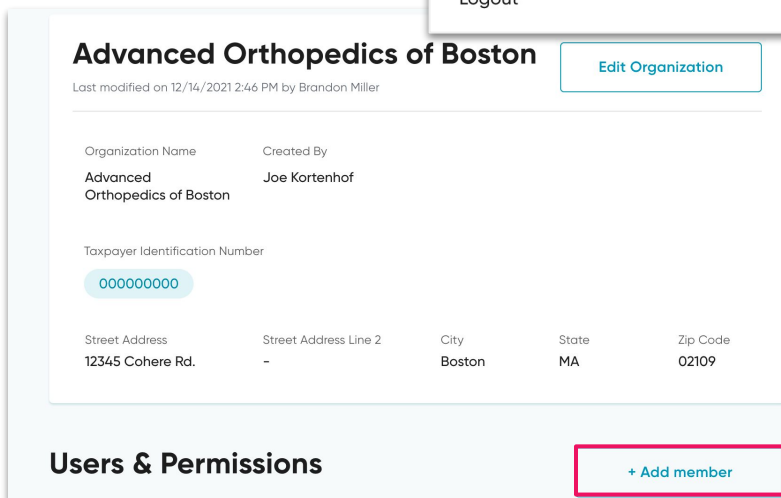 Logout
Advanced Orthopedics of Boston
Edit Organization
Last modified on 12/14/2021 2:46 PM by Brandon Miller
Organization Name Created By
Advanced Joe Kortenhof
Orthopedics of Boston
Taxpayer Identification Number
000000000
Street Address Street Address Line 2 City State Zip Code
12345 Cohere Rd. - Boston MA 02109
Users & Permissions
+ Add member